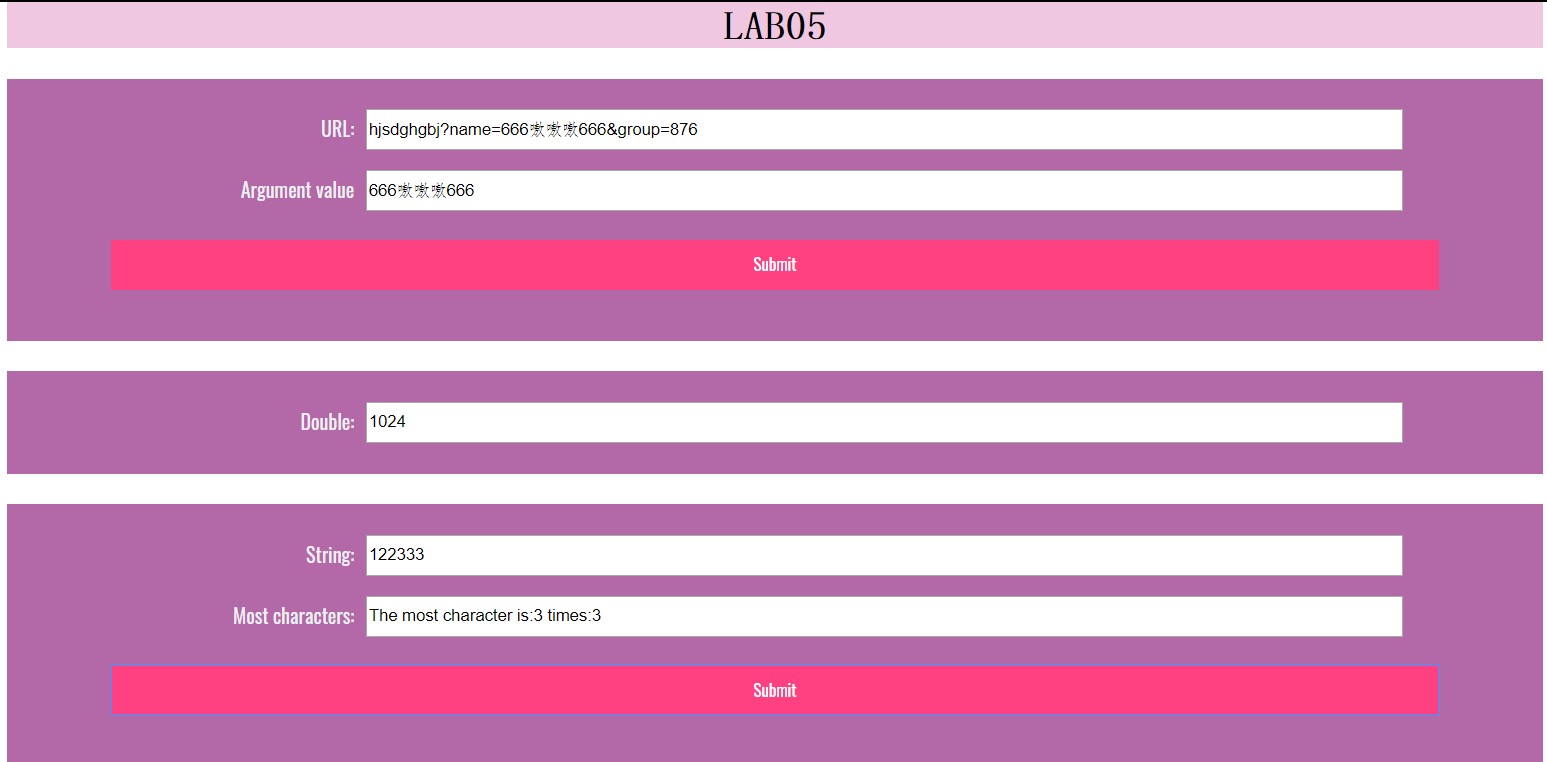 LAB05
URL: hjsdghgbj?name=666嗷嗷嗷666&group=876
Argument value 666嗷嗷嗷666
Submit
Double: 1024
String: 122333
Most characters: The most character is:3 times:3
Submit